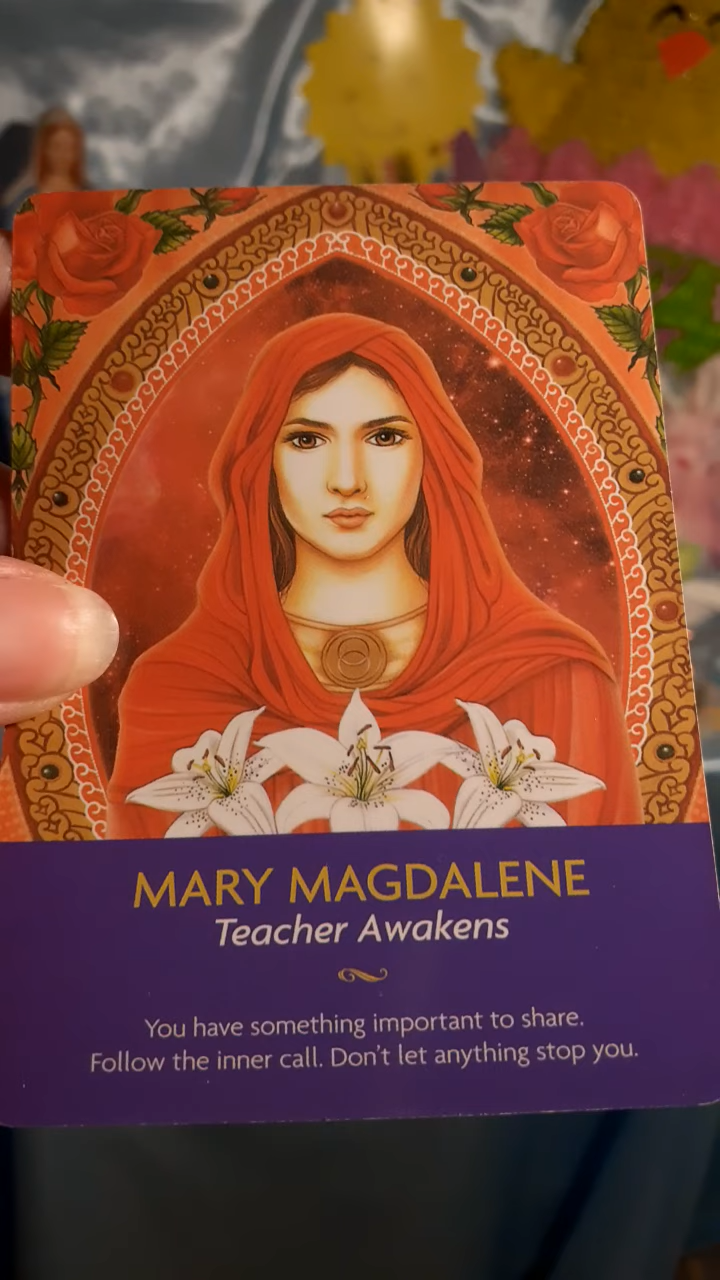 MARY MAGDALENE
Teacher Awakens
You have something important to share.
Follow the inner call. Don't let anything stop you.